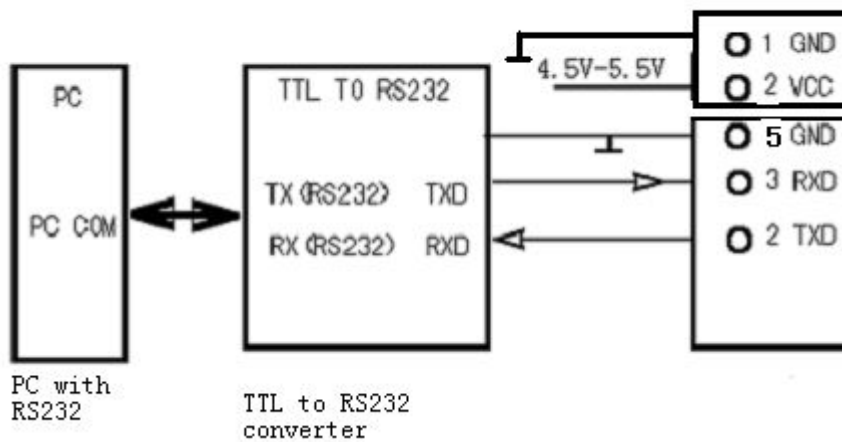 PC
PC COM
PC with
RS232
TTL TO RS232
TX(RS232) TXD
RX(RS232) RXD
TTL to RS232
converter
4.5V-5.5V
1 GND
2 VCC
5 GND
3 RXD
2 TXD